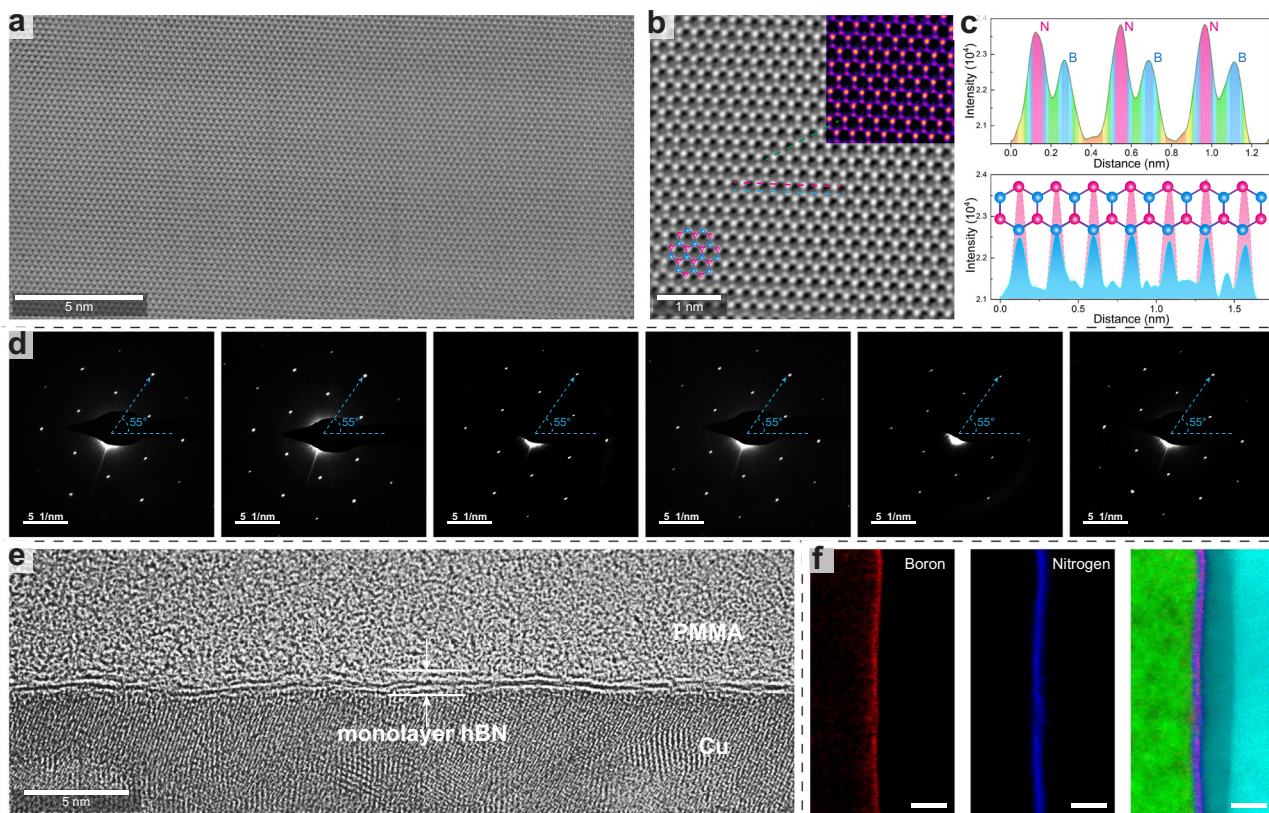 a
5 nm
b
1 nm
c
Intensity (10⁴)
2.4
2.3
2.2
2.1
N
B
N
B
N
B
0.0 0.2 0.4 0.6 0.8 1.0 1.2
Distance (nm)
Intensity (10⁴)
2.4
2.3
2.2
2.1
0.0 0.5 1.0 1.5
Distance (nm)
d
55°
5 1/nm
55°
5 1/nm
55°
5 1/nm
55°
5 1/nm
55°
5 1/nm
55°
5 1/nm
e
PMMA
monolayer hBN
Cu
5 nm
f
Boron
Nitrogen